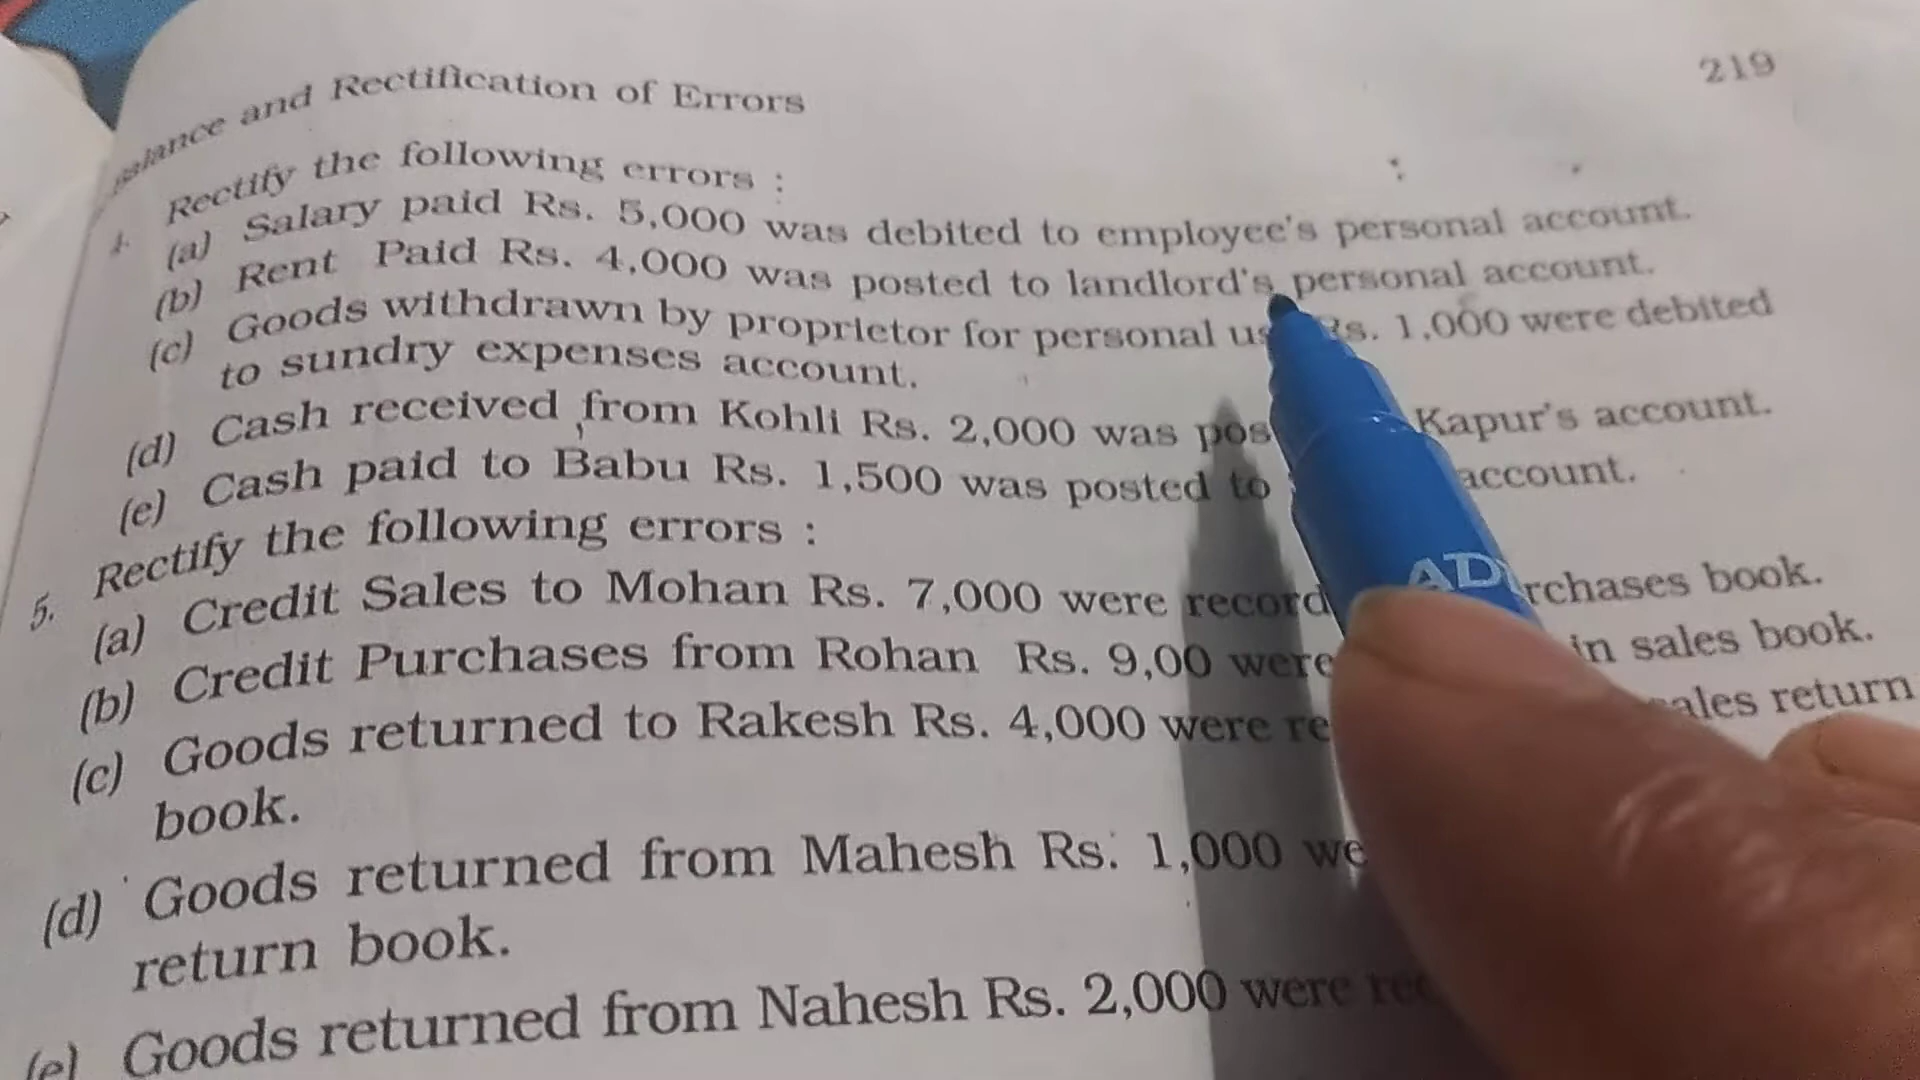 alance and Rectification of Errors
219
4. Rectify the following errors :
(a) Salary paid Rs. 5,000 was debited to employee's personal account.
(b) Rent Paid Rs. 4,000 was posted to landlord's personal account.
(c) Goods withdrawn by proprietor for personal us Rs. 1,000 were debited
to sundry expenses account.
(d) Cash received from Kohli Rs. 2,000 was pos Kapur's account.
(e) Cash paid to Babu Rs. 1,500 was posted to account.
5. Rectify the following errors :
(a) Credit Sales to Mohan Rs. 7,000 were record rchases book.
(b) Credit Purchases from Rohan Rs. 9,00 were in sales book.
(c) Goods returned to Rakesh Rs. 4,000 were re ales return
book.
(d) Goods returned from Mahesh Rs. 1,000 we
return book.
(e) Goods returned from Nahesh Rs. 2,000 were rec
AD